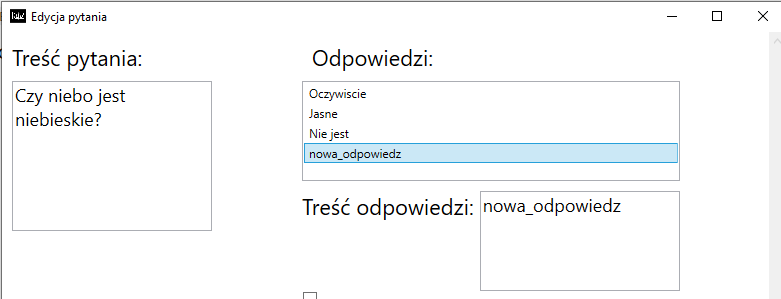 Edycja pytania
Treść pytania:
Odpowiedzi:
Czy niebo jest
niebieskie?
Oczywiscie
Jasne
Nie jest
nowa_odpowiedz
Treść odpowiedzi:
nowa_odpowiedz